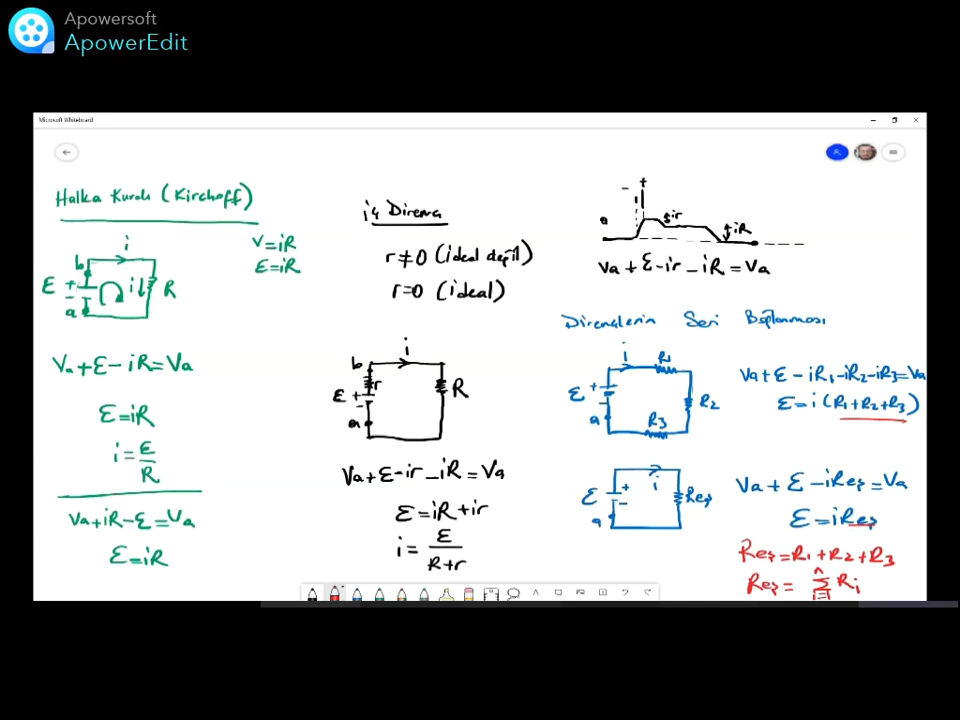 Apowersoft
ApowerEdit
Microsoft Whiteboard
Halka Kuralı (Kirchoff)
i
V=iR
ε=iR
b
ε
+
-
a
i
R
Va+ε-iR=Va
ε=iR
i=ε/R
Va+iR-ε=Va
ε=iR
iç Direnç
r≠0 (ideal değil)
r=0 (ideal)
i
b
r
ε
+
-
a
R
Va+ε-ir-iR=Va
ε=iR+ir
i=ε/(R+r)
- +
a
ir
iR
Va+ε-ir-iR=Va
Dirençlerin Seri Bağlanması
i
R1
ε
+
-
a
R2
R3
Va+ε-iR1-iR2-iR3=Va
ε=i(R1+R2+R3)
ε
+
-
a
i
Reş
Va+ε-iReş=Va
ε=iReş
Reş=R1+R2+R3
Reş=∑ⁿᵢ₌₁Ri